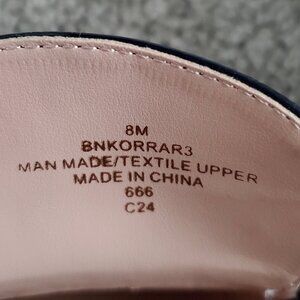 8M
BNKORRAR3
MAN MADE/TEXTILE UPPER
MADE IN CHINA
666
C24